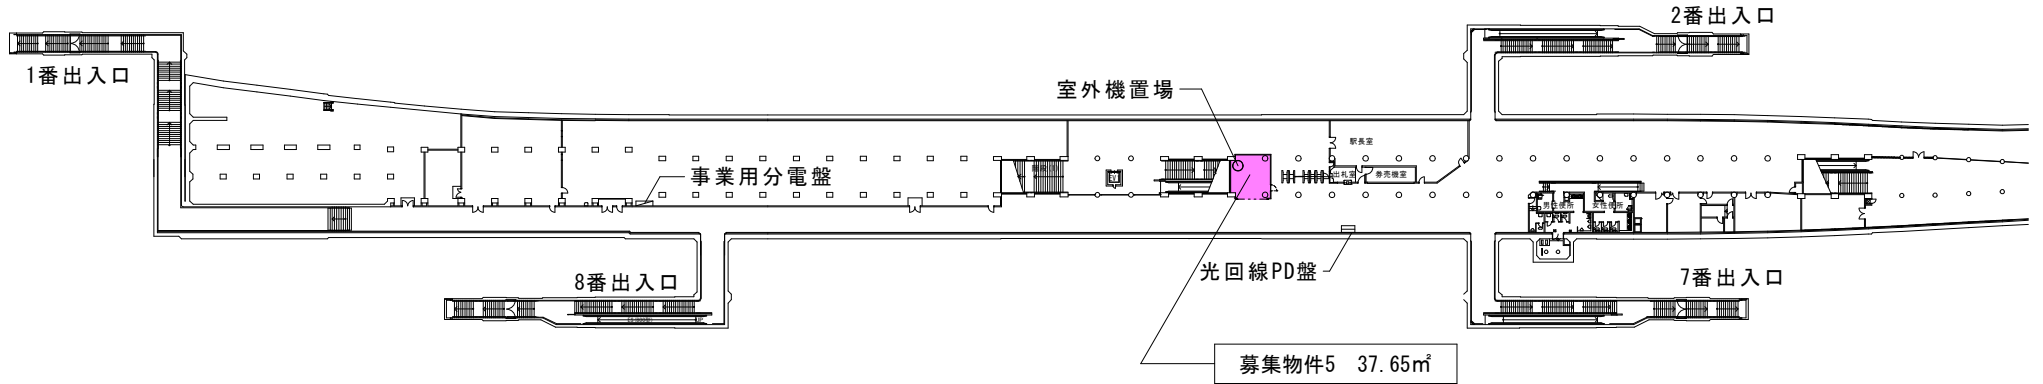 2番出入口
1番出入口
室外機置場
駅長室
事業用分電盤
EV
出札室
券売機室
男性便所
女性便所
光回線PD盤
8番出入口
7番出入口
募集物件5 37.65㎡